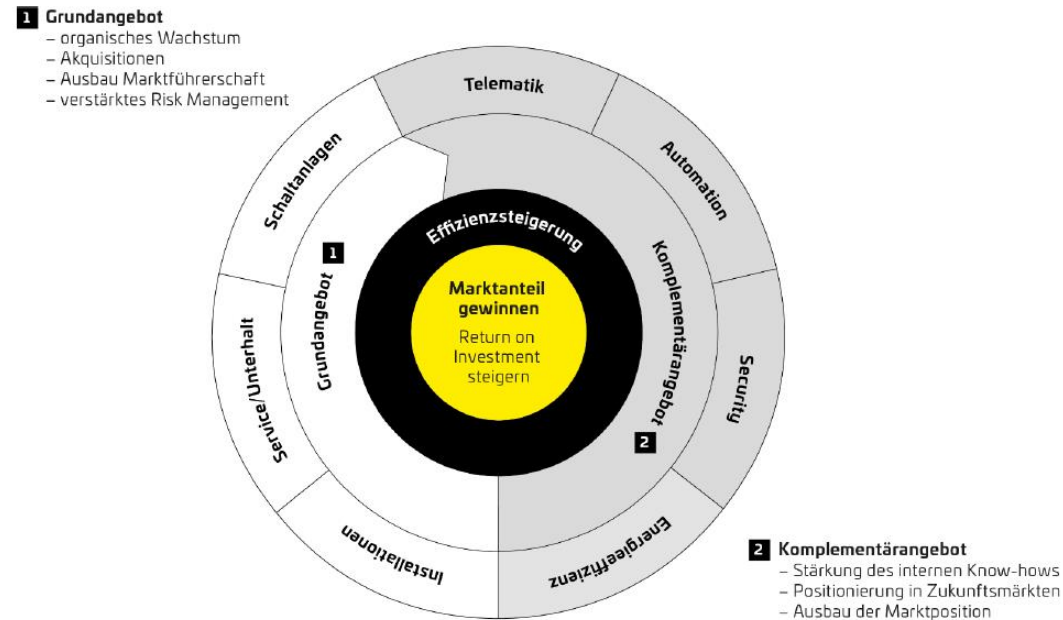 1 Grundangebot
– organisches Wachstum
– Akquisitionen
– Ausbau Marktführerschaft
– verstärktes Risk Management
Telematik
Automation
Security
Energieeffizienz
Installationen
Service/Unterhalt
Schaltanlagen
Grundangebot 1
Komplementärangebot 2
Effizienzsteigerung
Marktanteil
gewinnen
Return on
Investment
steigern
2 Komplementärangebot
– Stärkung des internen Know-hows
– Positionierung in Zukunftsmärkten
– Ausbau der Marktposition